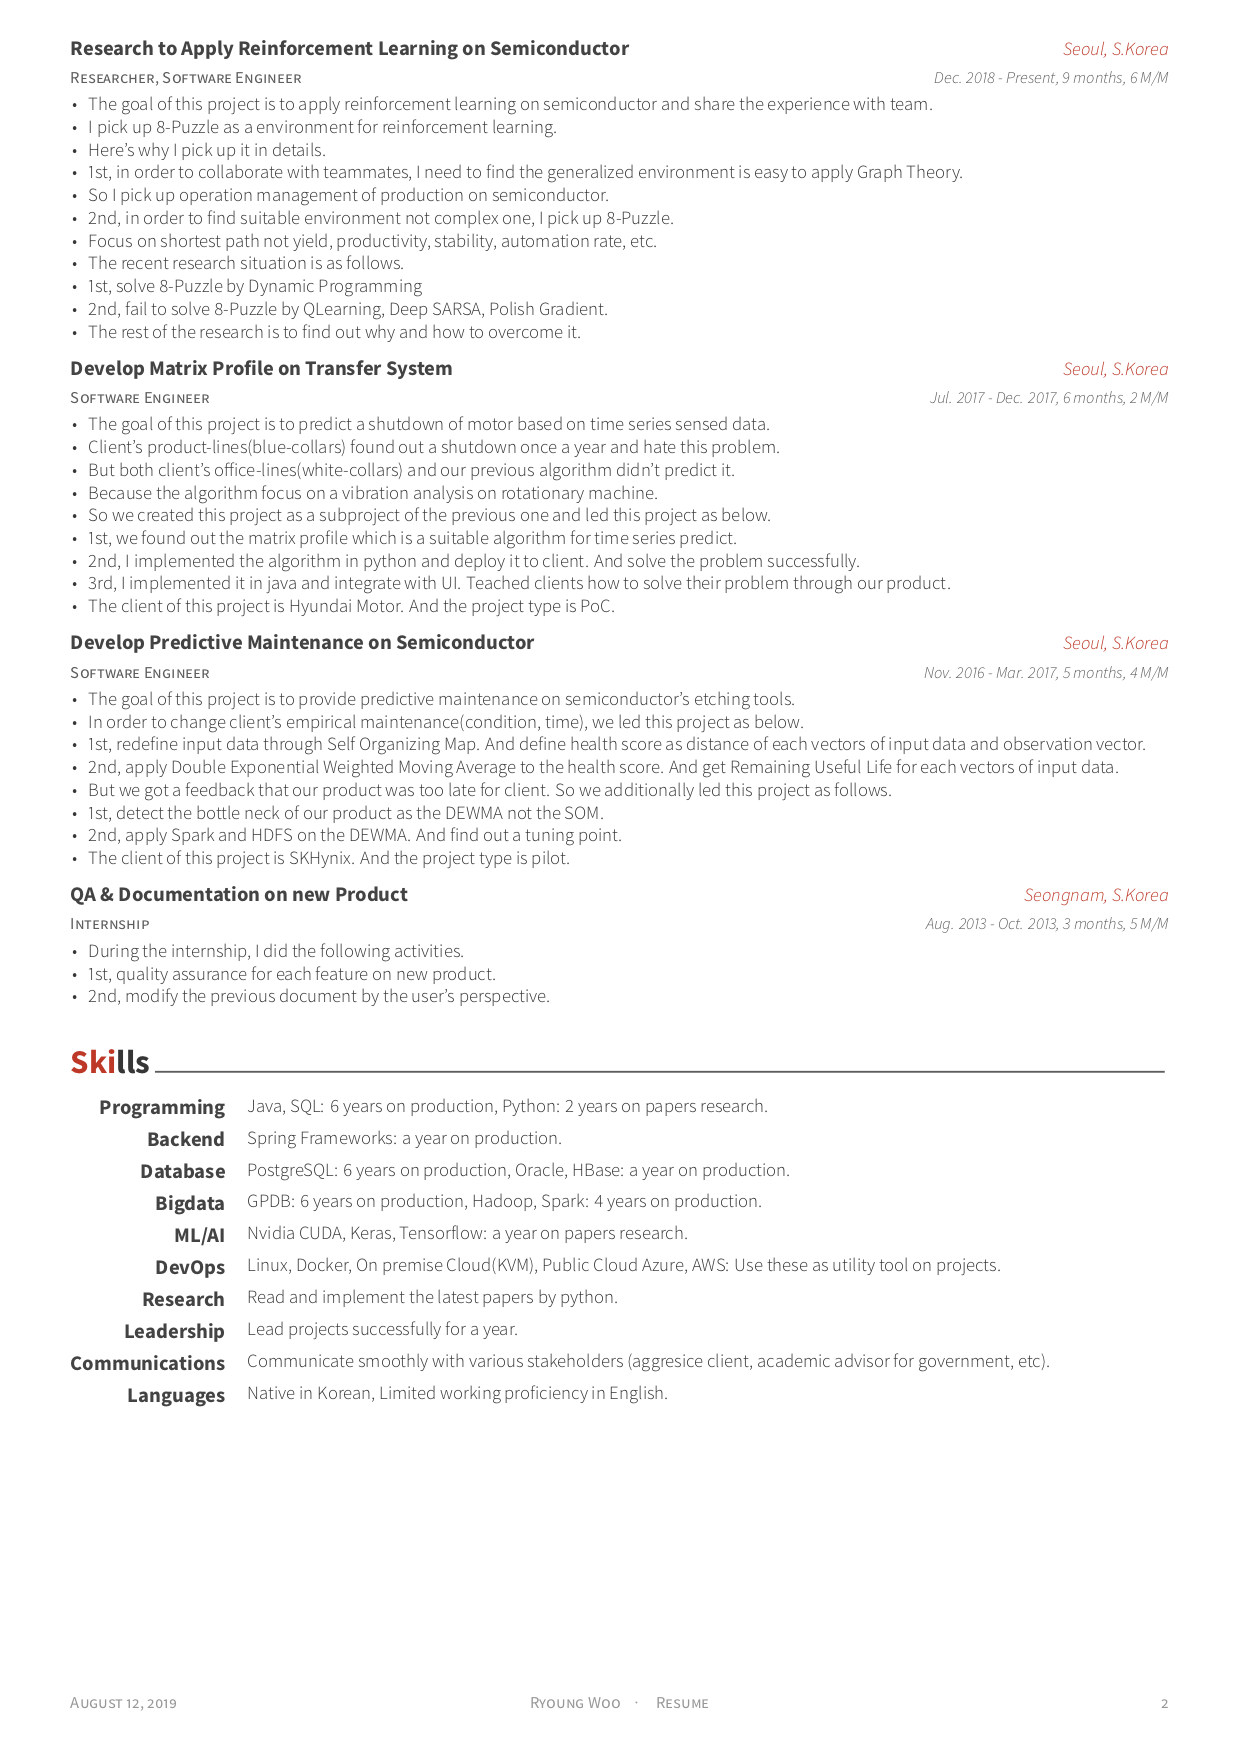 Research to Apply Reinforcement Learning on Semiconductor Seoul, S.Korea
Researcher, Software Engineer Dec. 2018 - Present, 9 months, 6 M/M
• The goal of this project is to apply reinforcement learning on semiconductor and share the experience with team.
• I pick up 8-Puzzle as a environment for reinforcement learning.
• Here’s why I pick up it in details.
• 1st, in order to collaborate with teammates, I need to find the generalized environment is easy to apply Graph Theory.
• So I pick up operation management of production on semiconductor.
• 2nd, in order to find suitable environment not complex one, I pick up 8-Puzzle.
• Focus on shortest path not yield, productivity, stability, automation rate, etc.
• The recent research situation is as follows.
• 1st, solve 8-Puzzle by Dynamic Programming
• 2nd, fail to solve 8-Puzzle by QLearning, Deep SARSA, Polish Gradient.
• The rest of the research is to find out why and how to overcome it.
Develop Matrix Profile on Transfer System Seoul, S.Korea
Software Engineer Jul. 2017 - Dec. 2017, 6 months, 2 M/M
• The goal of this project is to predict a shutdown of motor based on time series sensed data.
• Client’s product-lines(blue-collars) found out a shutdown once a year and hate this problem.
• But both client’s office-lines(white-collars) and our previous algorithm didn’t predict it.
• Because the algorithm focus on a vibration analysis on rotationary machine.
• So we created this project as a subproject of the previous one and led this project as below.
• 1st, we found out the matrix profile which is a suitable algorithm for time series predict.
• 2nd, I implemented the algorithm in python and deploy it to client. And solve the problem successfully.
• 3rd, I implemented it in java and integrate with UI. Teached clients how to solve their problem through our product.
• The client of this project is Hyundai Motor. And the project type is PoC.
Develop Predictive Maintenance on Semiconductor Seoul, S.Korea
Software Engineer Nov. 2016 - Mar. 2017, 5 months, 4 M/M
• The goal of this project is to provide predictive maintenance on semiconductor’s etching tools.
• In order to change client’s empirical maintenance(condition, time), we led this project as below.
• 1st, redefine input data through Self Organizing Map. And define health score as distance of each vectors of input data and observation vector.
• 2nd, apply Double Exponential Weighted Moving Average to the health score. And get Remaining Useful Life for each vectors of input data.
• But we got a feedback that our product was too late for client. So we additionally led this project as follows.
• 1st, detect the bottle neck of our product as the DEWMA not the SOM.
• 2nd, apply Spark and HDFS on the DEWMA. And find out a tuning point.
• The client of this project is SKHynix. And the project type is pilot.
QA & Documentation on new Product Seongnam, S.Korea
Internship Aug. 2013 - Oct. 2013, 3 months, 5 M/M
• During the internship, I did the following activities.
• 1st, quality assurance for each feature on new product.
• 2nd, modify the previous document by the user’s perspective.
Skills
Programming Java, SQL: 6 years on production, Python: 2 years on papers research.
Backend Spring Frameworks: a year on production.
Database PostgreSQL: 6 years on production, Oracle, HBase: a year on production.
Bigdata GPDB: 6 years on production, Hadoop, Spark: 4 years on production.
ML/AI Nvidia CUDA, Keras, Tensorflow: a year on papers research.
DevOps Linux, Docker, On premise Cloud(KVM), Public Cloud Azure, AWS: Use these as utility tool on projects.
Research Read and implement the latest papers by python.
Leadership Lead projects successfully for a year.
Communications Communicate smoothly with various stakeholders (aggresice client, academic advisor for government, etc).
Languages Native in Korean, Limited working proficiency in English.
August 12, 2019 Ryoung Woo · Resume 2